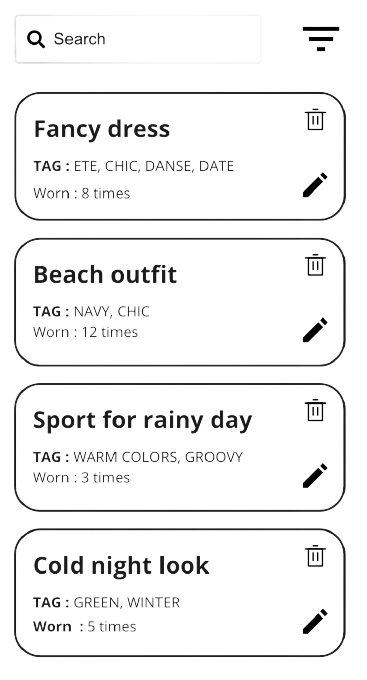 Search
Fancy dress
TAG : ETE, CHIC, DANSE, DATE
Worn : 8 times
Beach outfit
TAG : NAVY, CHIC
Worn : 12 times
Sport for rainy day
TAG : WARM COLORS, GROOVY
Worn : 3 times
Cold night look
TAG : GREEN, WINTER
Worn : 5 times